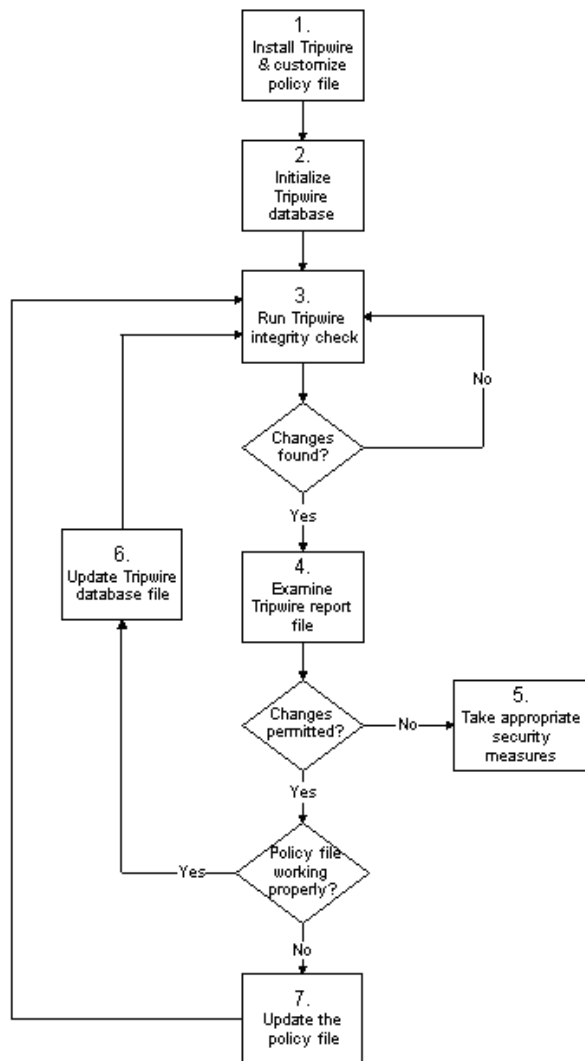 1.
Install Tripwire
& customize
policy file
2.
Initialize
Tripwire
database
3.
Run Tripwire
integrity check
No
Changes
found?
Yes
6.
Update Tripwire
database file
4.
Examine
Tripwire report
file
Changes
permitted?
No
5.
Take appropriate
security
measures
Yes
Policy file
working
properly?
Yes
No
7.
Update the
policy file